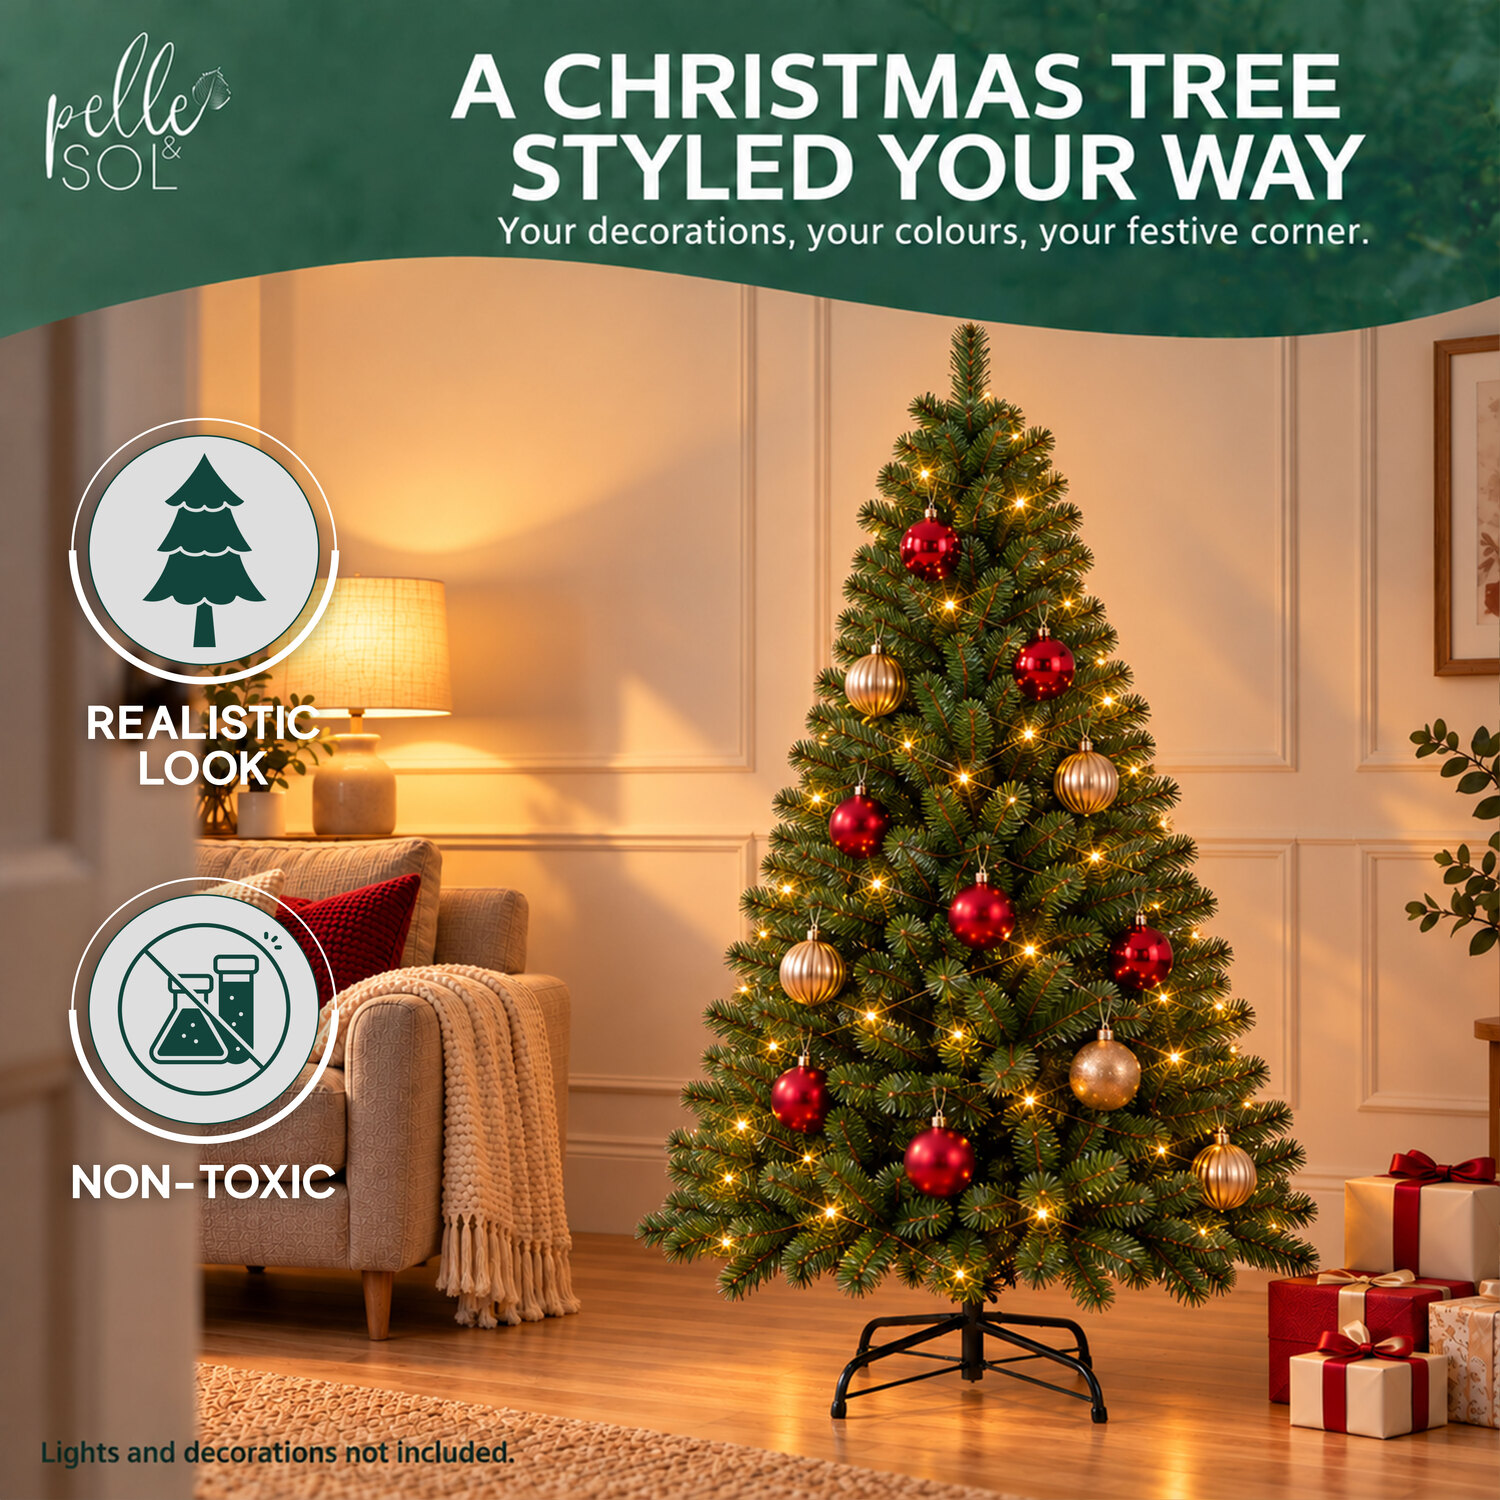 pelle
& SOL
A CHRISTMAS TREE
STYLED YOUR WAY
Your decorations, your colours, your festive corner.
REALISTIC
LOOK
NON-TOXIC
Lights and decorations not included.